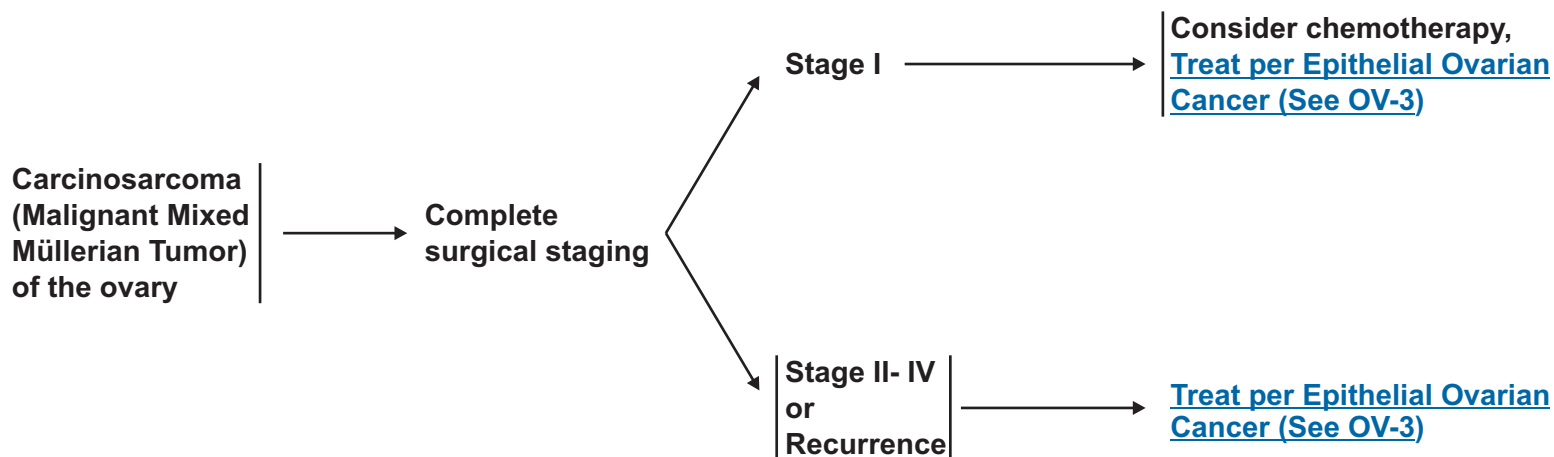 Carcinosarcoma
(Malignant Mixed
Müllerian Tumor)
of the ovary
Complete
surgical staging
Stage I
Consider chemotherapy,
Treat per Epithelial Ovarian
Cancer (See OV-3)
Stage II- IV
or
Recurrence
Treat per Epithelial Ovarian
Cancer (See OV-3)